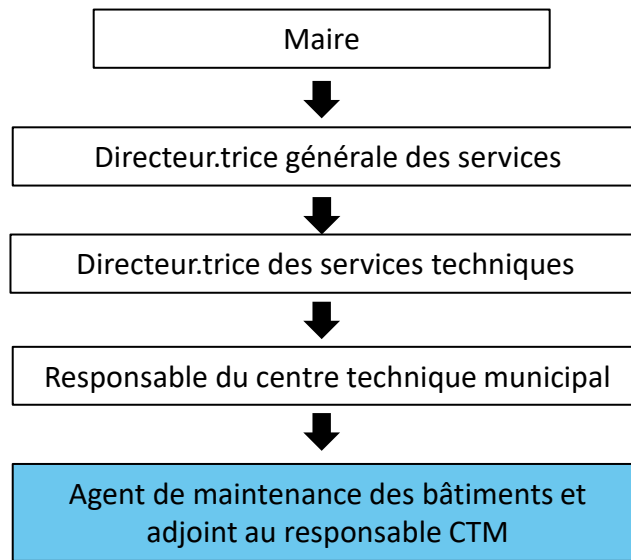 Maire
Directeur.trice générale des services
Directeur.trice des services techniques
Responsable du centre technique municipal
Agent de maintenance des bâtiments et
adjoint au responsable CTM